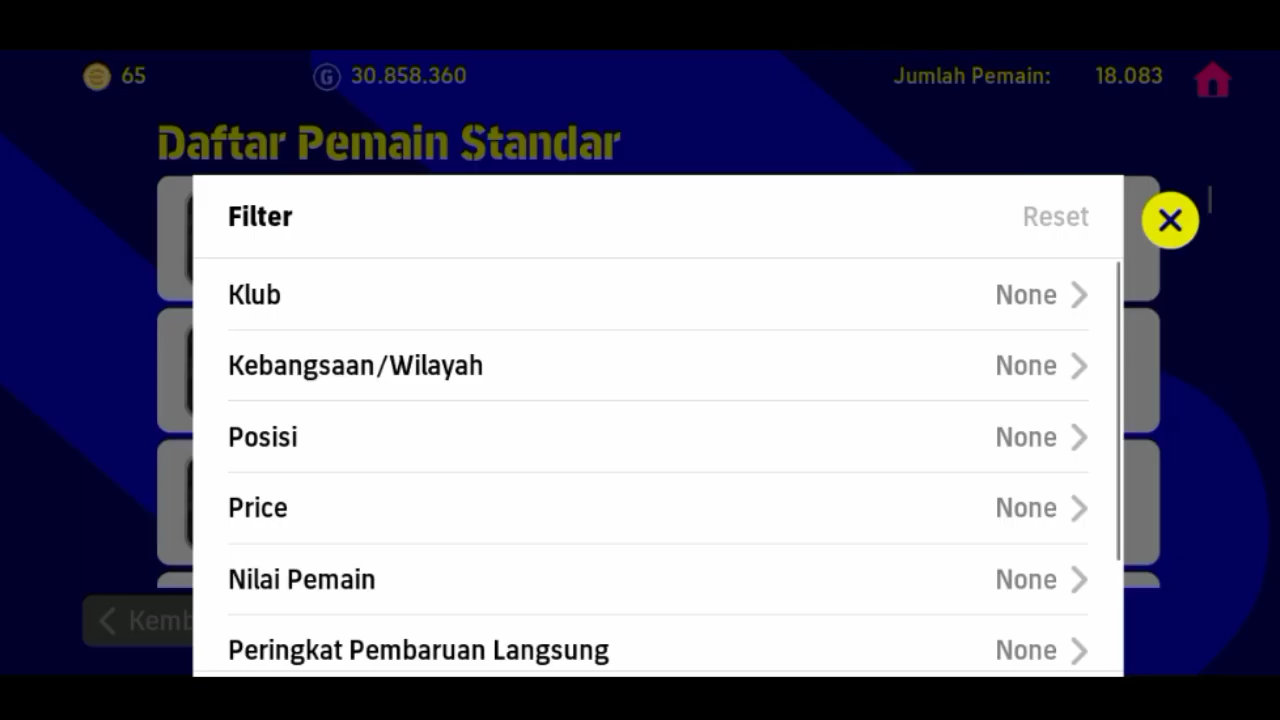 65
G 30.858.360
Jumlah Pemain: 18.083
Daftar Pemain Standar
Filter
Reset
Klub None
Kebangsaan/Wilayah None
Posisi None
Price None
Nilai Pemain None
Peringkat Pembaruan Langsung None
Kemb